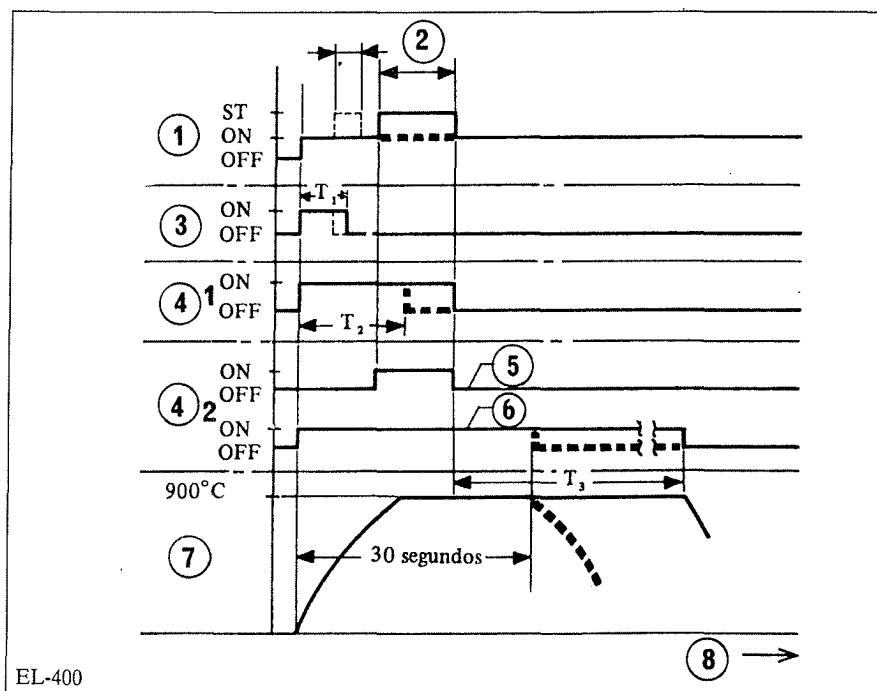 2
ST
1 ON
OFF
T₁
ON
3 OFF
4 1 ON
OFF
T₂
ON
OFF 5
4 2
6
ON
OFF
T₃
900°C
7 30 segundos
8
EL-400